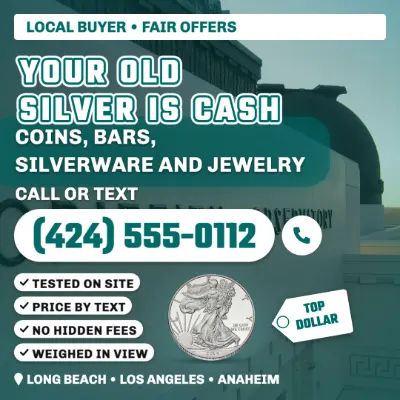 LOCAL BUYER • FAIR OFFERS
YOUR OLD
SILVER IS CASH
COINS, BARS,
SILVERWARE AND JEWELRY
CALL OR TEXT
(424) 555-0112
TESTED ON SITE
PRICE BY TEXT
NO HIDDEN FEES
WEIGHED IN VIEW
TOP
DOLLAR
LONG BEACH • LOS ANGELES • ANAHEIM